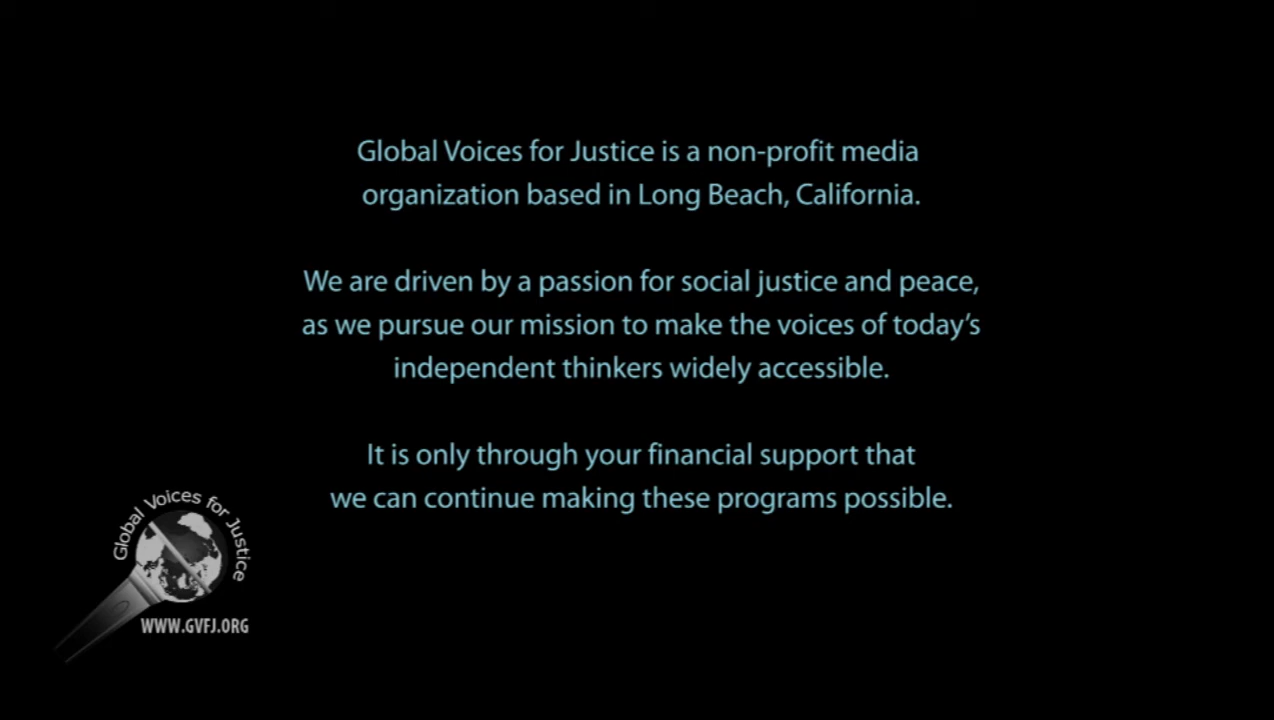 Global Voices for Justice is a non-profit media
organization based in Long Beach, California.
We are driven by a passion for social justice and peace,
as we pursue our mission to make the voices of today’s
independent thinkers widely accessible.
It is only through your financial support that
we can continue making these programs possible.
Global Voices for Justice
WWW.GVFJ.ORG